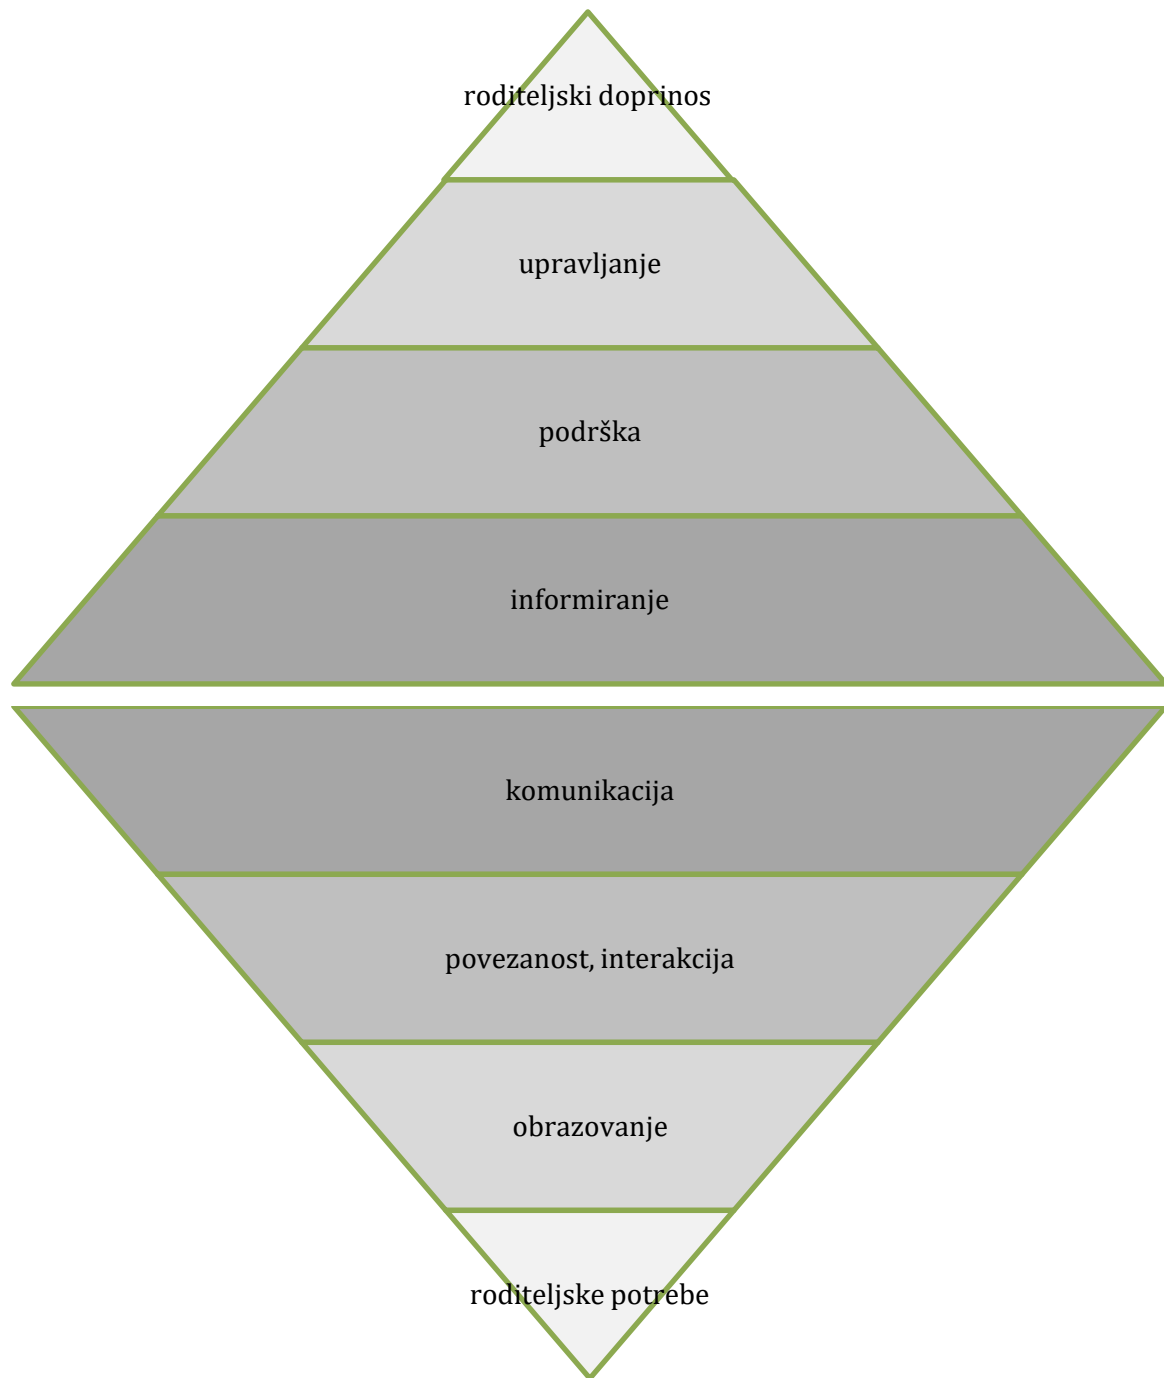 roditeljski doprinos
upravljanje
podrška
informiranje
komunikacija
povezanost, interakcija
obrazovanje
roditeljske potrebe